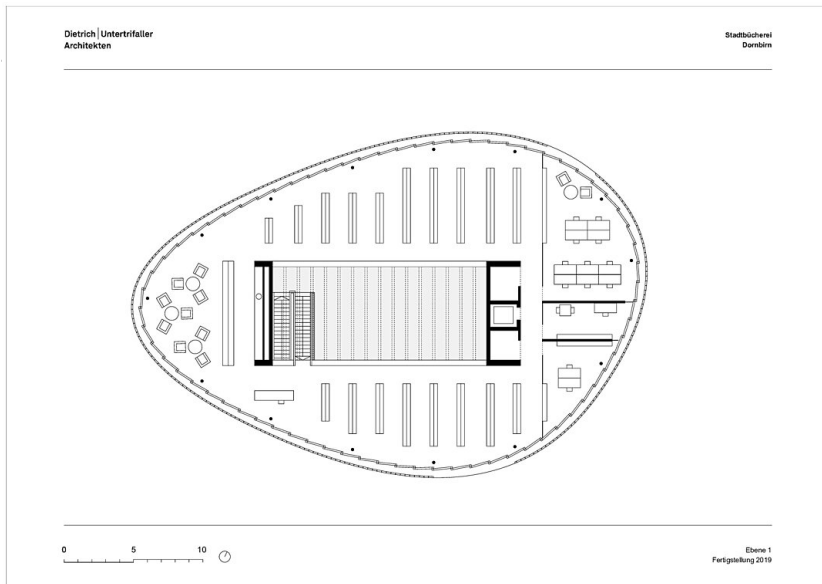 Dietrich | Untertrifaller
Architekten
Stadtbücherei
Dornbirn
0 5 10
Ebene 1
Fertigstellung 2019